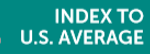 INDEX TO
U.S. AVERAGE